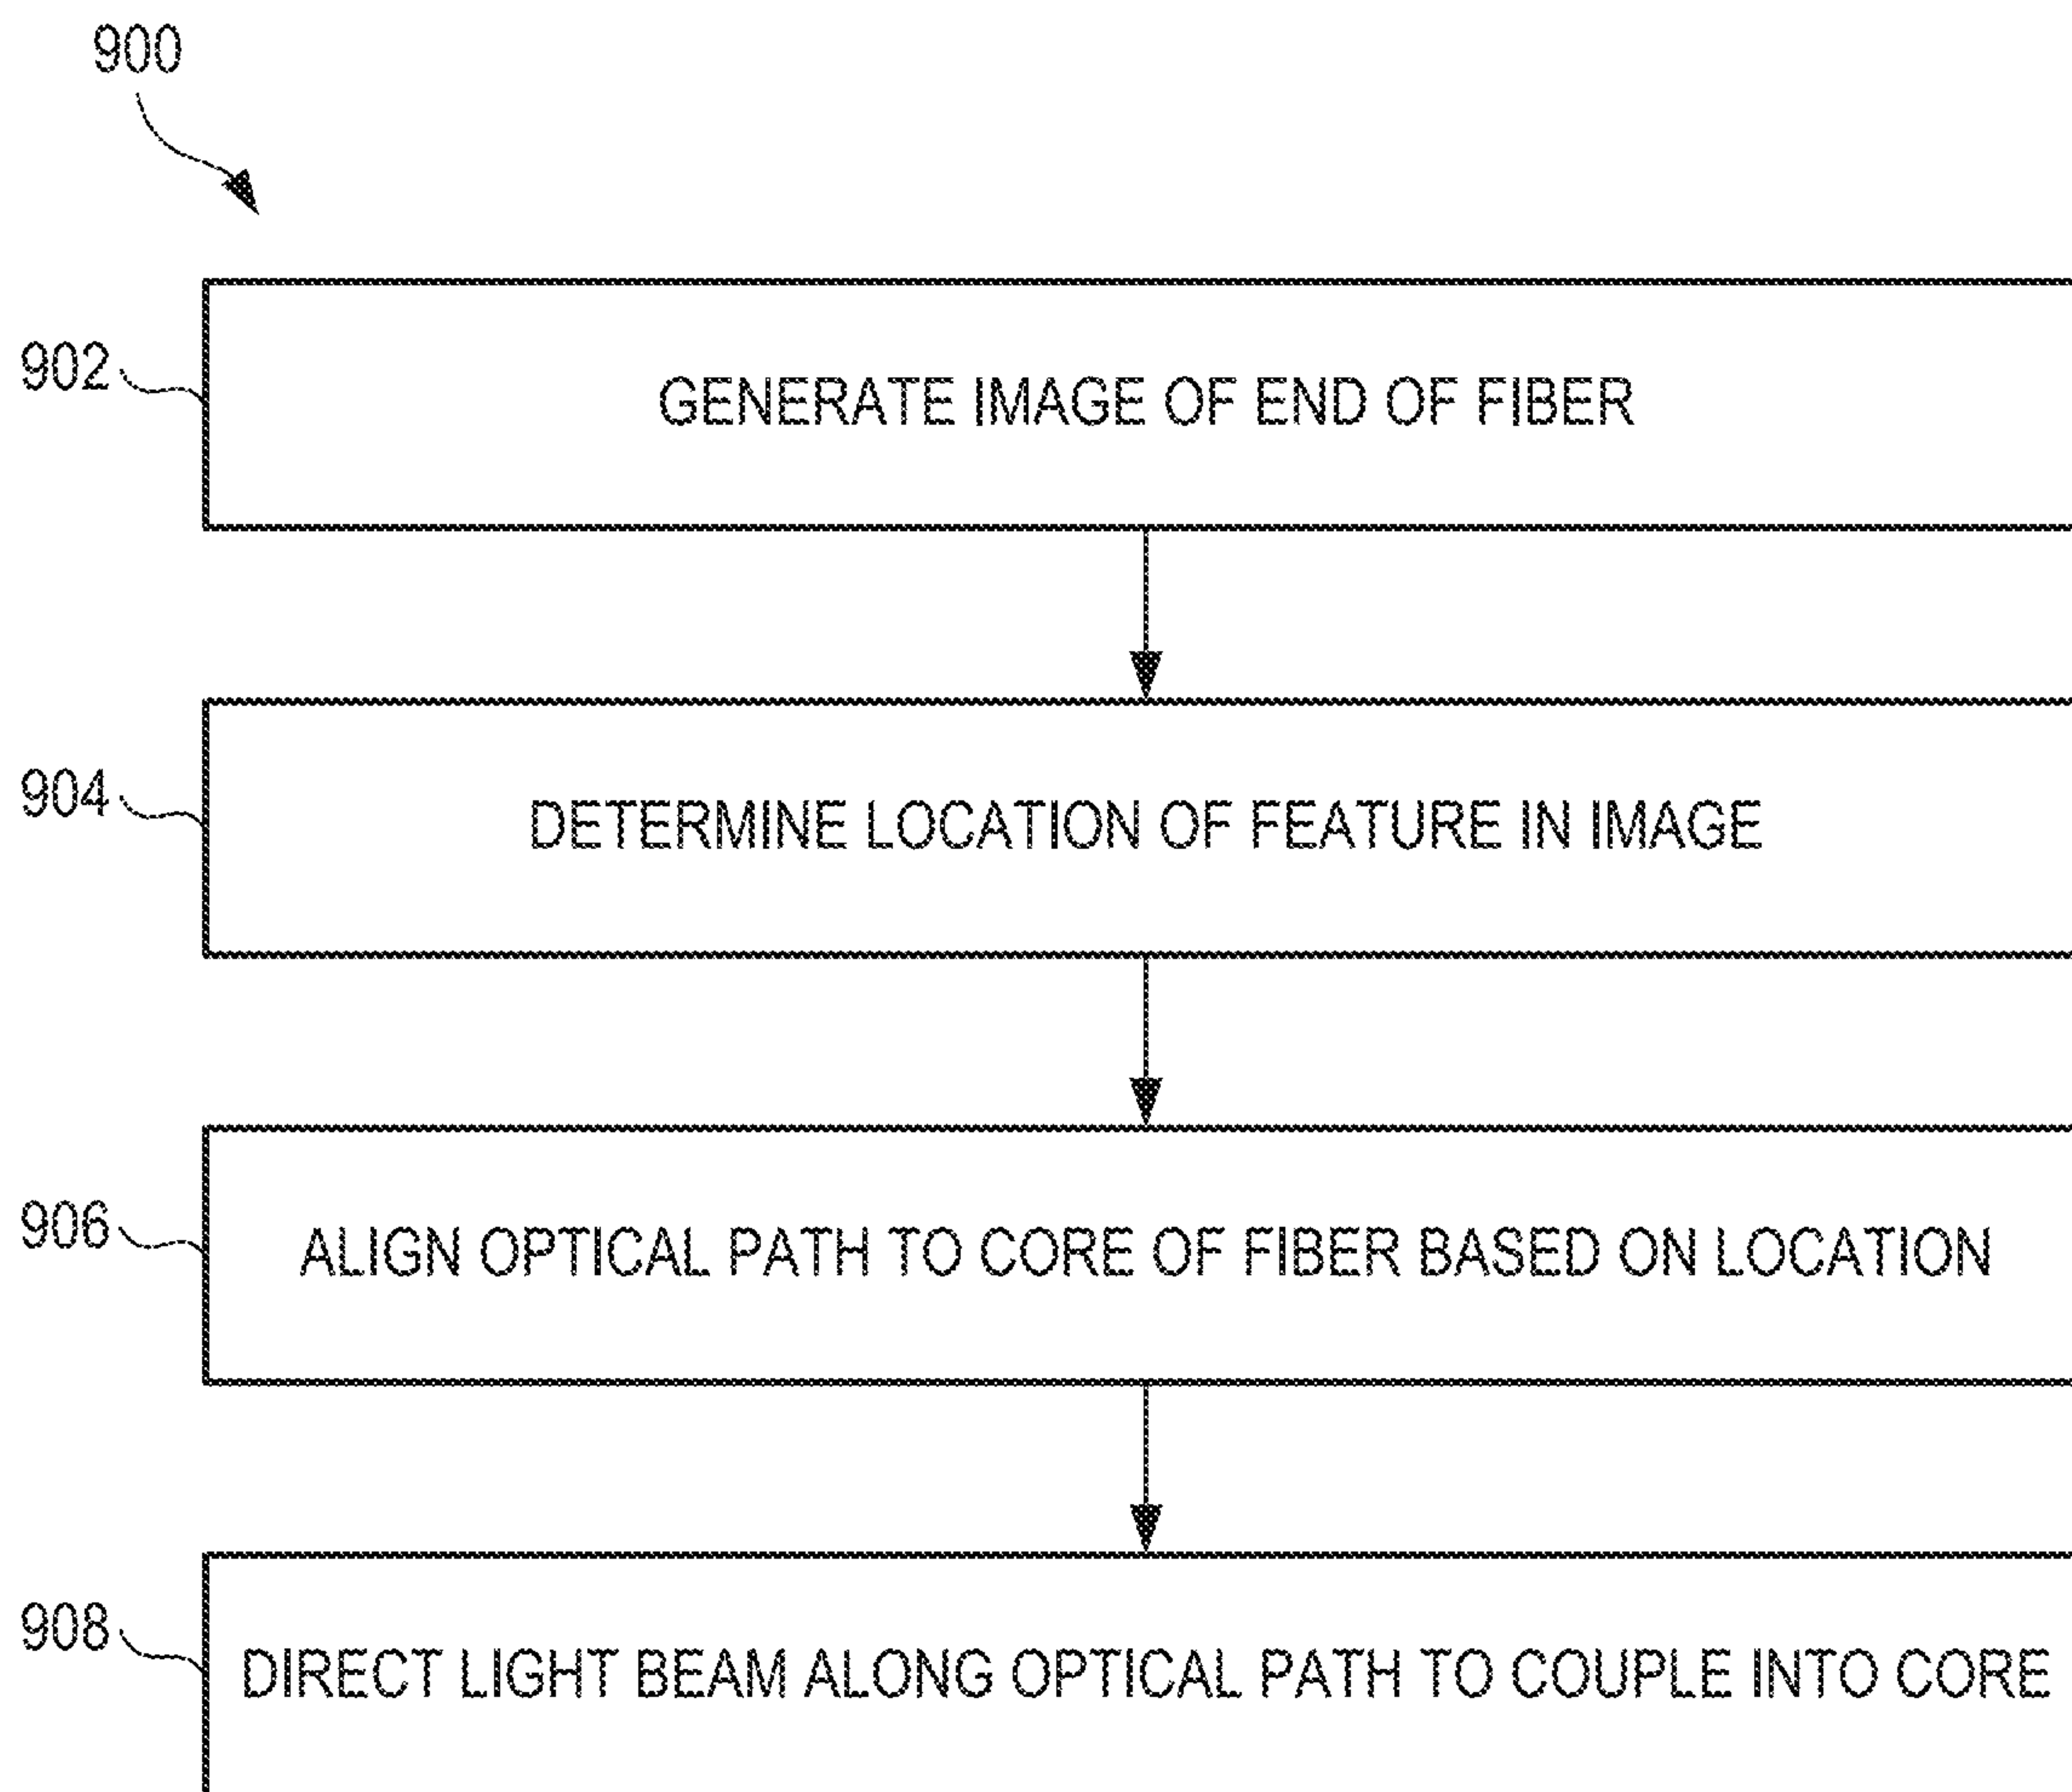 900
902
GENERATE IMAGE OF END OF FIBER
904
DETERMINE LOCATION OF FEATURE IN IMAGE
906
ALIGN OPTICAL PATH TO CORE OF FIBER BASED ON LOCATION
908
DIRECT LIGHT BEAM ALONG OPTICAL PATH TO COUPLE INTO CORE